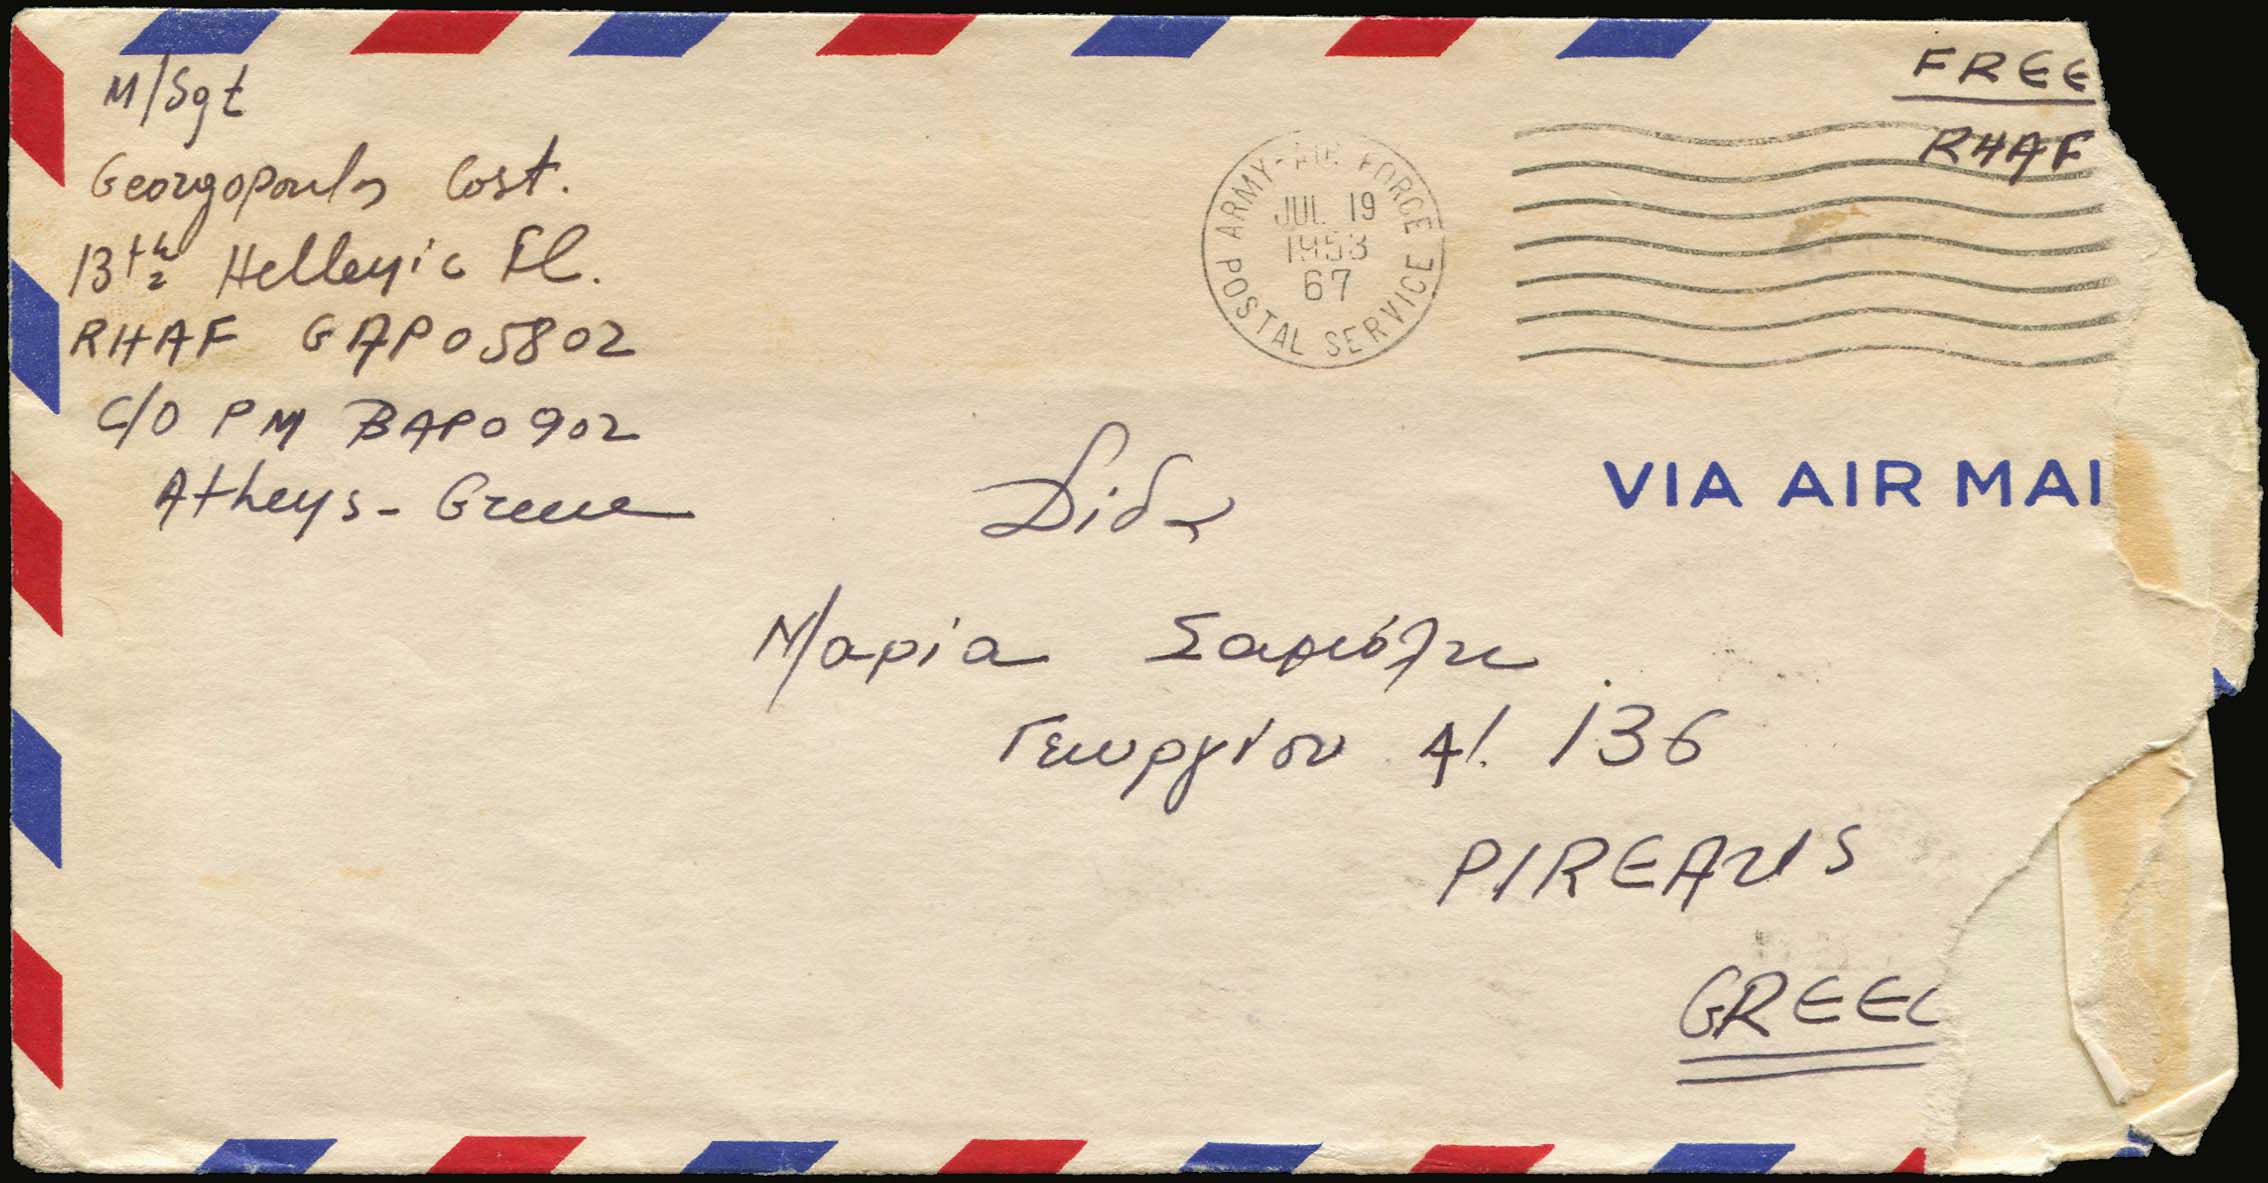 M/Sgt
Georgopoulos Cost.
13th Hellenic Fl.
RHAF GAPO 5802
C/O PM BAPO 902
Athens - Greece
FREE
RHAF
ARMY-AIR FORCE
JUL 19
1953
67
POSTAL SERVICE
VIA AIR MAI
Δίδα
Μαρία
Γεωργίου Α!. 136
PIREAUS
GREEC